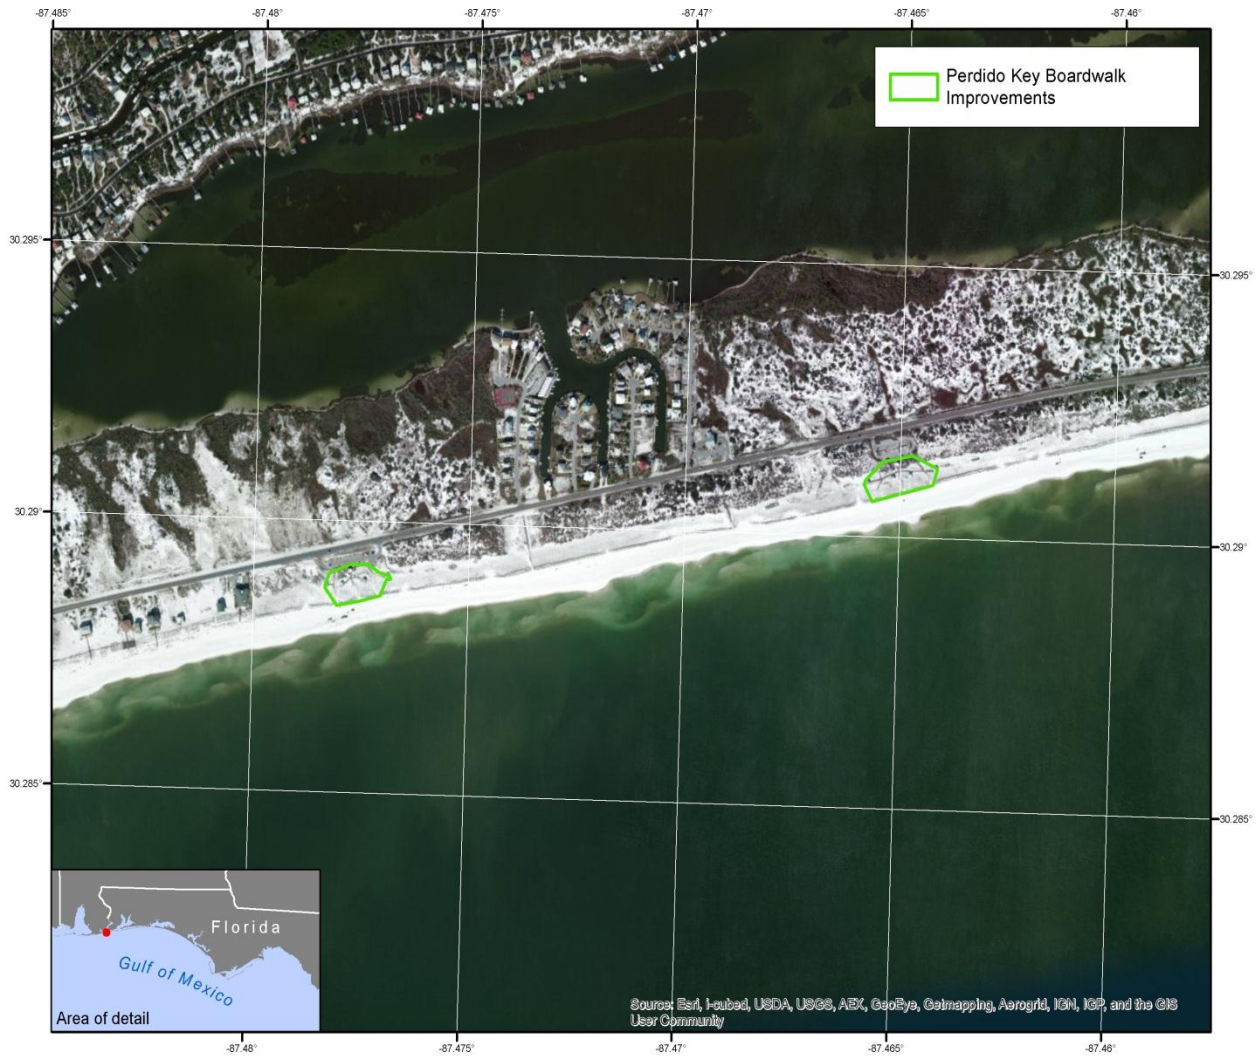 -87.485° -87.48° -87.475° -87.47° -87.465° -87.46°
Perdido Key Boardwalk
Improvements
30.295°
30.295°
30.29°
30.29°
30.285°
30.285°
Florida
Gulf of Mexico
Area of detail
Source: Esri, i-cubed, USDA, USGS, AEX, GeoEye, Getmapping, Aerogrid, IGN, IGP, and the GIS
User Community
-87.48° -87.475° -87.47° -87.465° -87.46°